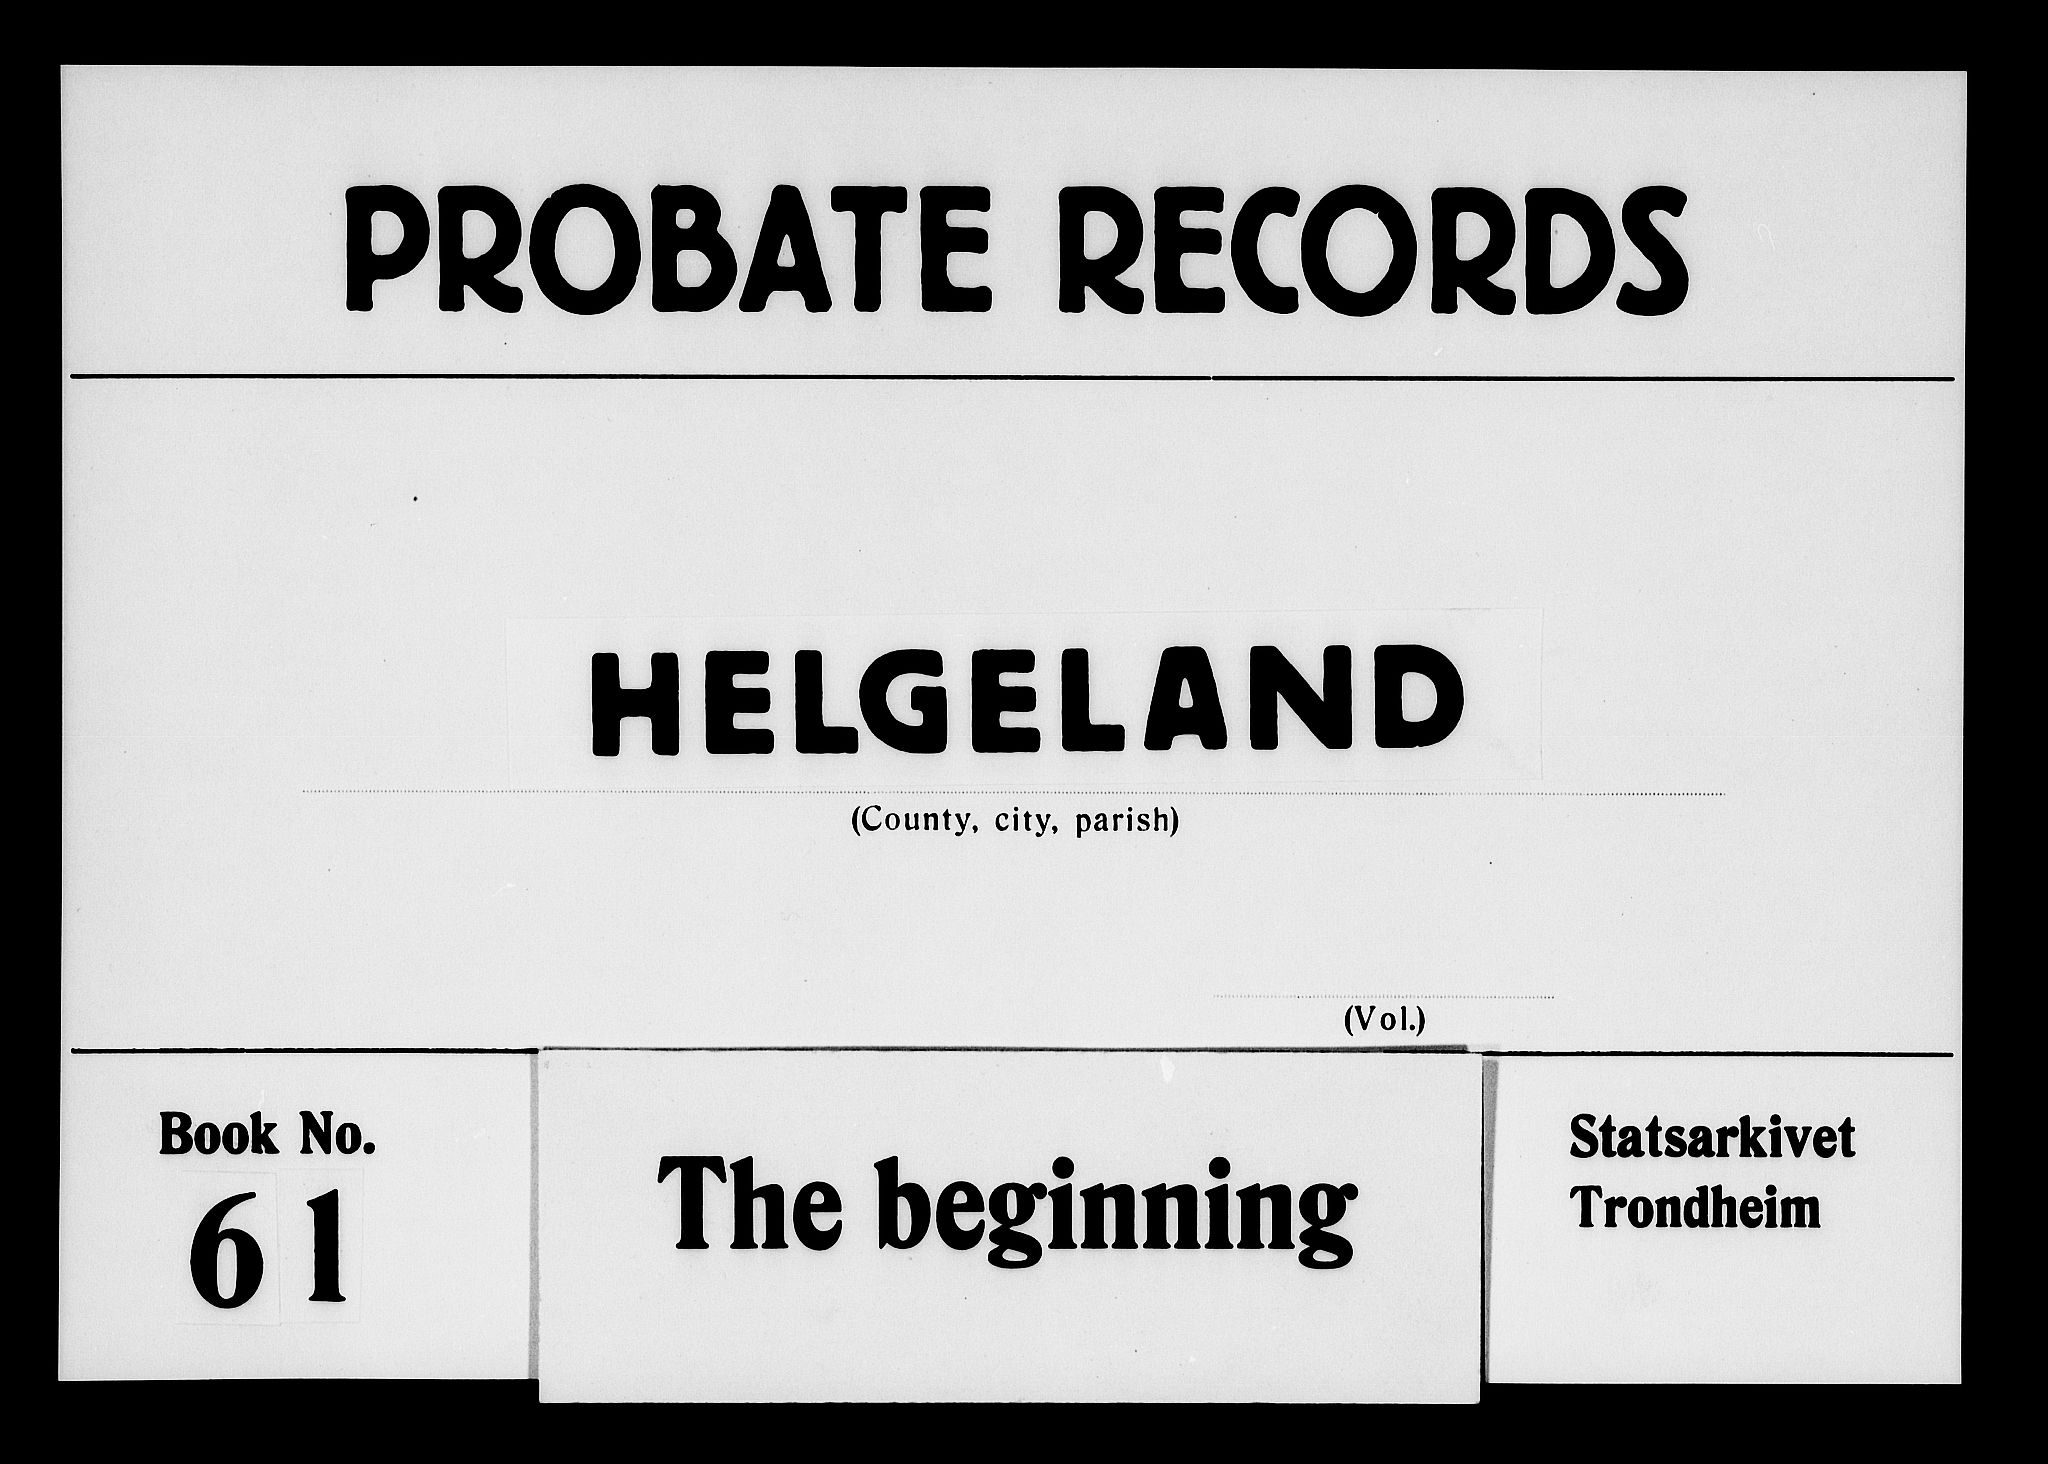 PROBATE RECORDS
HELGELAND
(County, city, parish)
(Vol.)
Book No.
61
The beginning
Statsarkivet
Trondheim